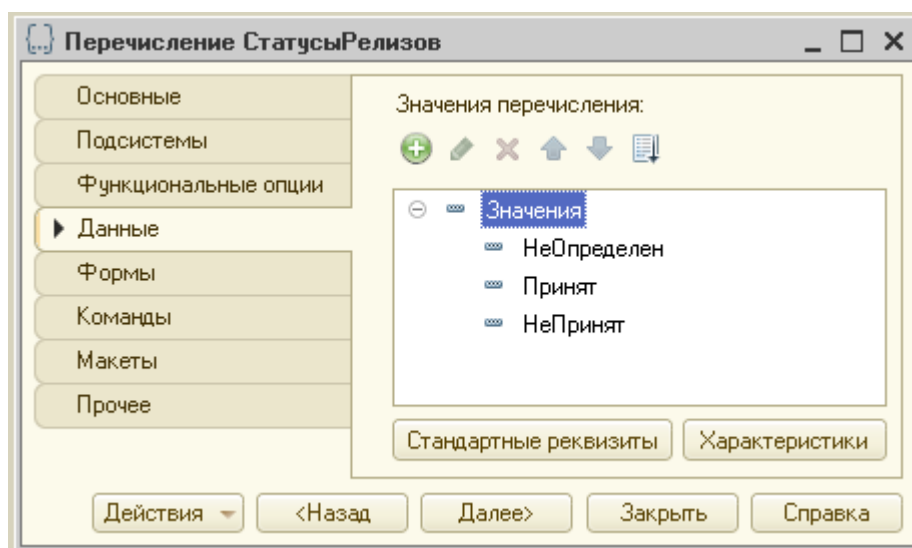 Перечисление СтатусыРелизов
Основные
Подсистемы
Функциональные опции
Данные
Формы
Команды
Макеты
Прочее
Значения перечисления:
Значения
НеОпределен
Принят
НеПринят
Стандартные реквизиты
Характеристики
Действия
<Назад
Далее>
Закрыть
Справка